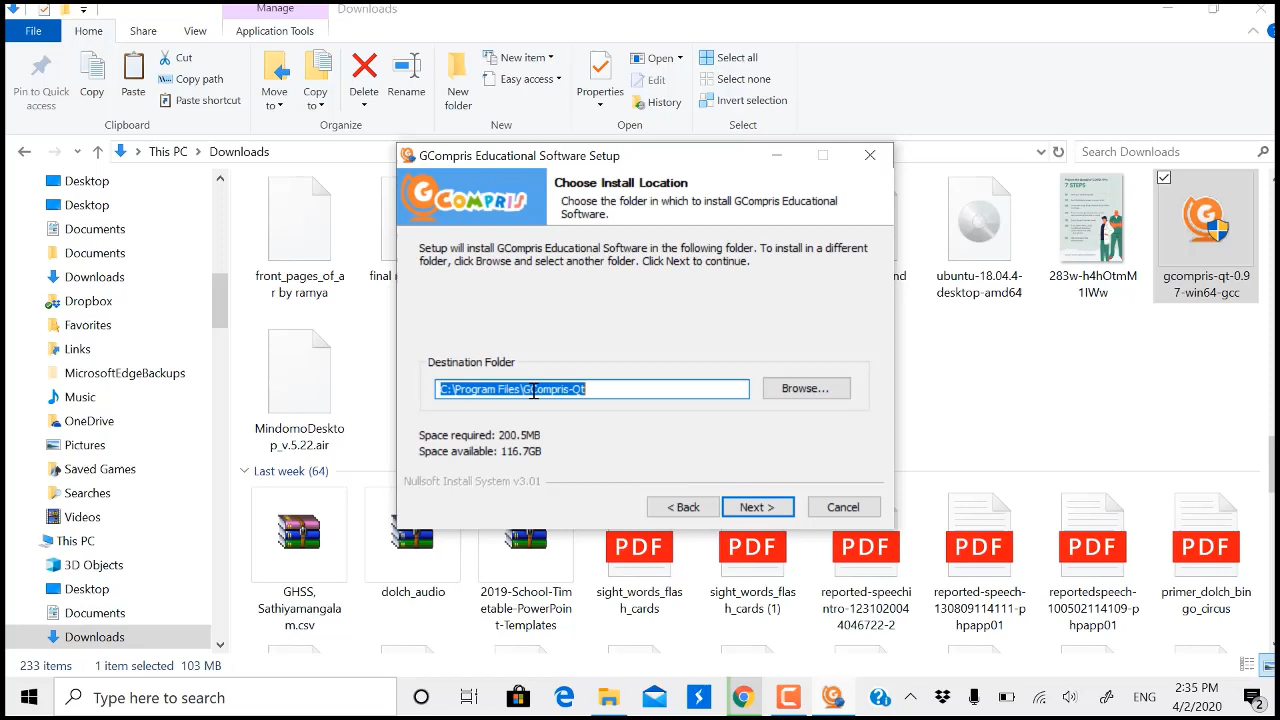 Manage
Downloads
File
Home
Share
View
Application Tools
Pin to Quick access
Copy
Paste
Cut
Copy path
Paste shortcut
Clipboard
Move to
Copy to
Delete
Rename
Organize
New folder
New item
Easy access
New
Properties
Open
Edit
History
Open
Select all
Select none
Invert selection
Select
This PC
Downloads
Search Downloads
Desktop
Desktop
Documents
Documents
Downloads
Dropbox
Favorites
Links
MicrosoftEdgeBackups
Music
OneDrive
Pictures
Saved Games
Searches
Videos
This PC
3D Objects
Desktop
Documents
Downloads
front_pages_of_a
r by ramya
final
nd
ubuntu-18.04.4-
desktop-amd64
7 STEPS
283w-h4hOtmM
1IWw
gcompris-qt-0.9
7-win64-gcc
MindomoDeskto
p_v.5.22.air
GCompris Educational Software Setup
GCOMPRIS
Choose Install Location
Choose the folder in which to install GCompris Educational
Software.
Setup will install GCompris Educational Software in the following folder. To install in a different
folder, click Browse and select another folder. Click Next to continue.
Destination Folder
C:\Program Files\GCompris-Qt
Browse...
Space required: 200.5MB
Space available: 116.7GB
Nullsoft Install System v3.01
< Back
Next >
Cancel
Last week (64)
GHSS,
Sathiyamangala
m.csv
dolch_audio
2019-School-Tim
etable-PowerPoin
t-Templates
PDF
sight_words_flas
h_cards
PDF
sight_words_flas
h_cards (1)
PDF
reported-speechi
ntro-123102004
4046722-2
PDF
reported-speech
-130809114111-p
hpapp01
PDF
reportedspeech-
100502114109-p
hpapp01
PDF
primer_dolch_bin
go_circus
233 items
1 item selected
103 MB
Type here to search
ENG
2:35 PM
4/2/2020
2